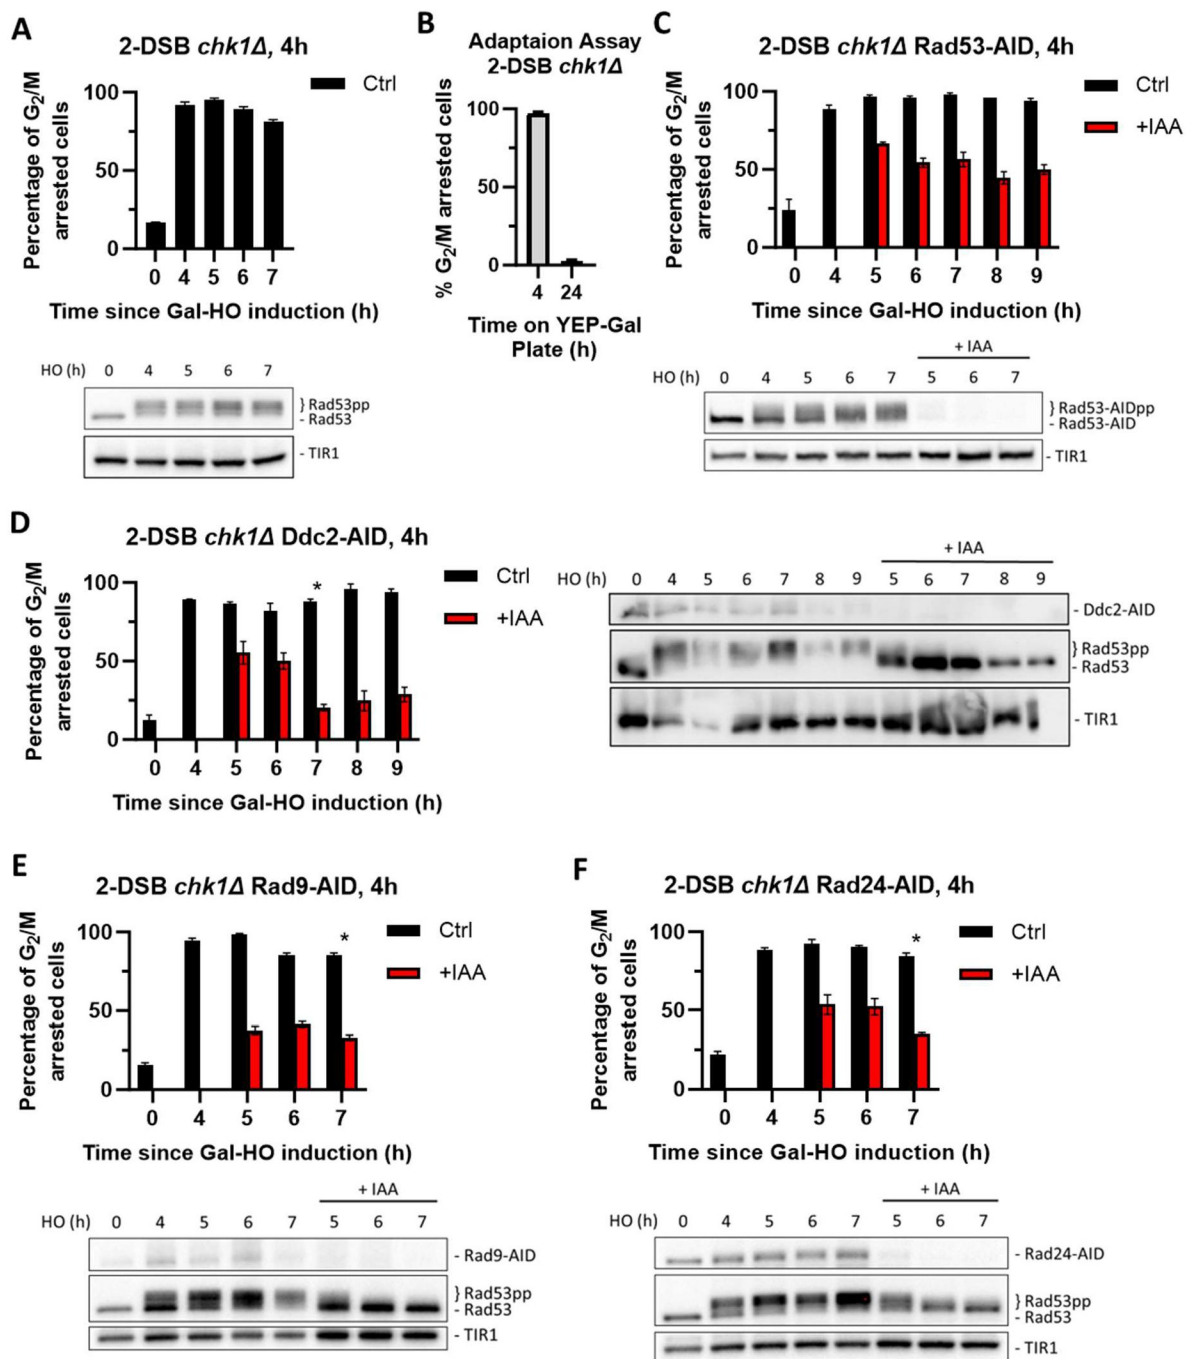 A
2-DSB chk1Δ, 4h
Percentage of G2/M
arrested cells
100
50
0
Ctrl
0 4 5 6 7
Time since Gal-HO induction (h)
HO (h) 0 4 5 6 7
} Rad53pp
- Rad53
- TIR1
B
Adaptaion Assay
2-DSB chk1Δ
% G2/M arrested cells
100
50
0
4 24
Time on YEP-Gal
Plate (h)
C
2-DSB chk1Δ Rad53-AID, 4h
Percentage of G2/M
arrested cells
100
50
0
Ctrl
+IAA
0 4 5 6 7 8 9
Time since Gal-HO induction (h)
+ IAA
HO (h) 0 4 5 6 7 5 6 7
} Rad53-AIDpp
- Rad53-AID
- TIR1
D
2-DSB chk1Δ Ddc2-AID, 4h
Percentage of G2/M
arrested cells
100
50
0
*
Ctrl
+IAA
0 4 5 6 7 8 9
Time since Gal-HO induction (h)
+ IAA
HO (h) 0 4 5 6 7 8 9 5 6 7 8 9
- Ddc2-AID
} Rad53pp
- Rad53
- TIR1
E
2-DSB chk1Δ Rad9-AID, 4h
Percentage of G2/M
arrested cells
100
50
0
*
Ctrl
+IAA
0 4 5 6 7
Time since Gal-HO induction (h)
+ IAA
HO (h) 0 4 5 6 7 5 6 7
- Rad9-AID
} Rad53pp
- Rad53
- TIR1
F
2-DSB chk1Δ Rad24-AID, 4h
Percentage of G2/M
arrested cells
100
50
0
*
Ctrl
+IAA
0 4 5 6 7
Time since Gal-HO induction (h)
+ IAA
HO (h) 0 4 5 6 7 5 6 7
- Rad24-AID
} Rad53pp
- Rad53
- TIR1